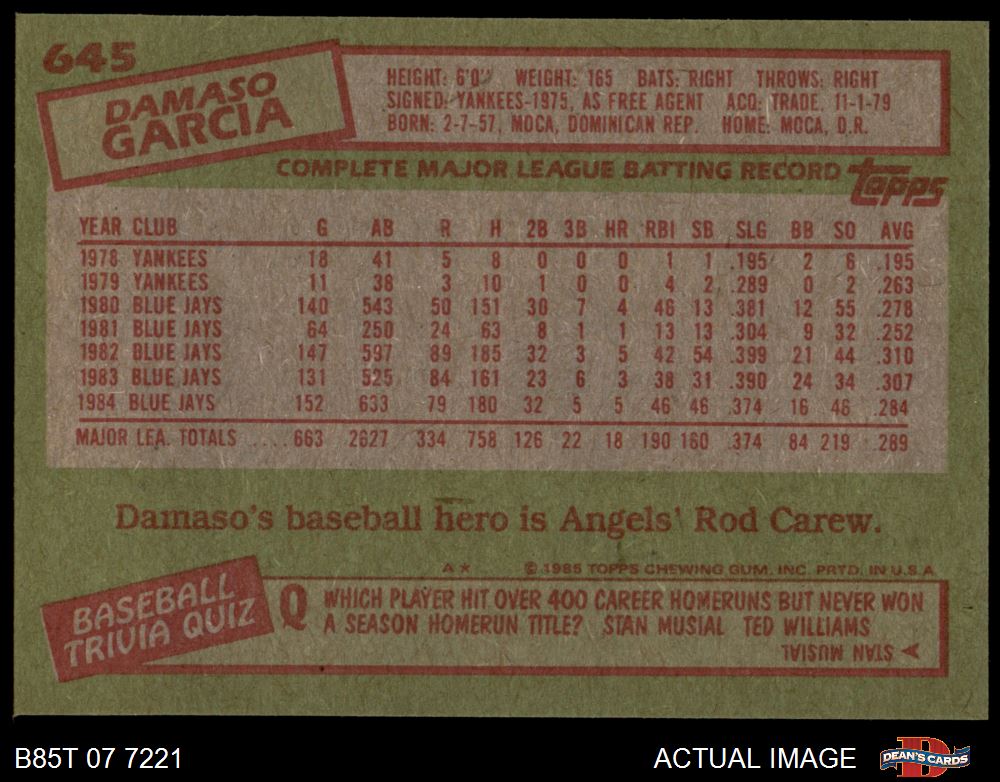 645
DAMASO
GARCIA
HEIGHT: 6'0" WEIGHT: 165 BATS: RIGHT THROWS: RIGHT
SIGNED: YANKEES-1975, AS FREE AGENT ACQ: TRADE, 11-1-79
BORN: 2-7-57, MOCA, DOMINICAN REP. HOME: MOCA, D.R.
COMPLETE MAJOR LEAGUE BATTING RECORD topps
YEAR CLUB G AB R H 2B 3B HR RBI SB SLG BB SO AVG
1978 YANKEES 18 41 5 8 0 0 0 1 1 .195 2 6 .195
1979 YANKEES 11 38 3 10 1 0 0 4 2 .289 0 2 .263
1980 BLUE JAYS 140 543 50 151 30 7 4 46 13 .381 12 55 .278
1981 BLUE JAYS 64 250 24 63 8 1 1 13 13 .304 9 32 .252
1982 BLUE JAYS 147 597 89 185 32 3 5 42 54 .399 21 44 .310
1983 BLUE JAYS 131 525 84 161 23 6 3 38 31 .390 24 34 .307
1984 BLUE JAYS 152 633 79 180 32 5 5 46 46 .374 16 46 .284
MAJOR LEA. TOTALS ..... 663 2627 334 758 126 22 18 190 160 .374 84 219 .289
Damaso's baseball hero is Angels' Rod Carew.
A★ © 1985 TOPPS CHEWING GUM, INC. PRTD. IN U.S.A.
BASEBALL
TRIVIA QUIZ
Q WHICH PLAYER HIT OVER 400 CAREER HOMERUNS BUT NEVER WON
A SEASON HOMERUN TITLE? STAN MUSIAL TED WILLIAMS
STAN MUSIAL
B85T 07 7221 ACTUAL IMAGE D DEAN'S CARDS